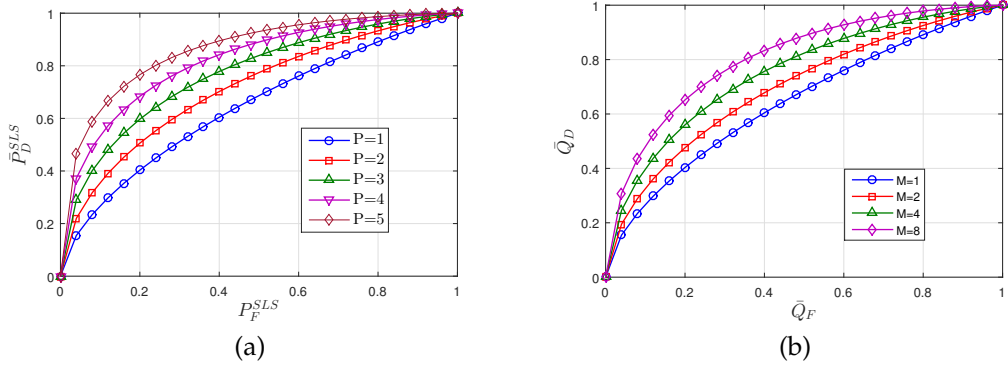 1
0.8
0.6
0.4
0.2
0
0 0.2 0.4 0.6 0.8 1
P̄_D^{SLS}
P_F^{SLS}
P=1
P=2
P=3
P=4
P=5
(a)
1
0.8
0.6
0.4
0.2
0
0 0.2 0.4 0.6 0.8 1
Q̄_D
Q̄_F
M=1
M=2
M=4
M=8
(b)